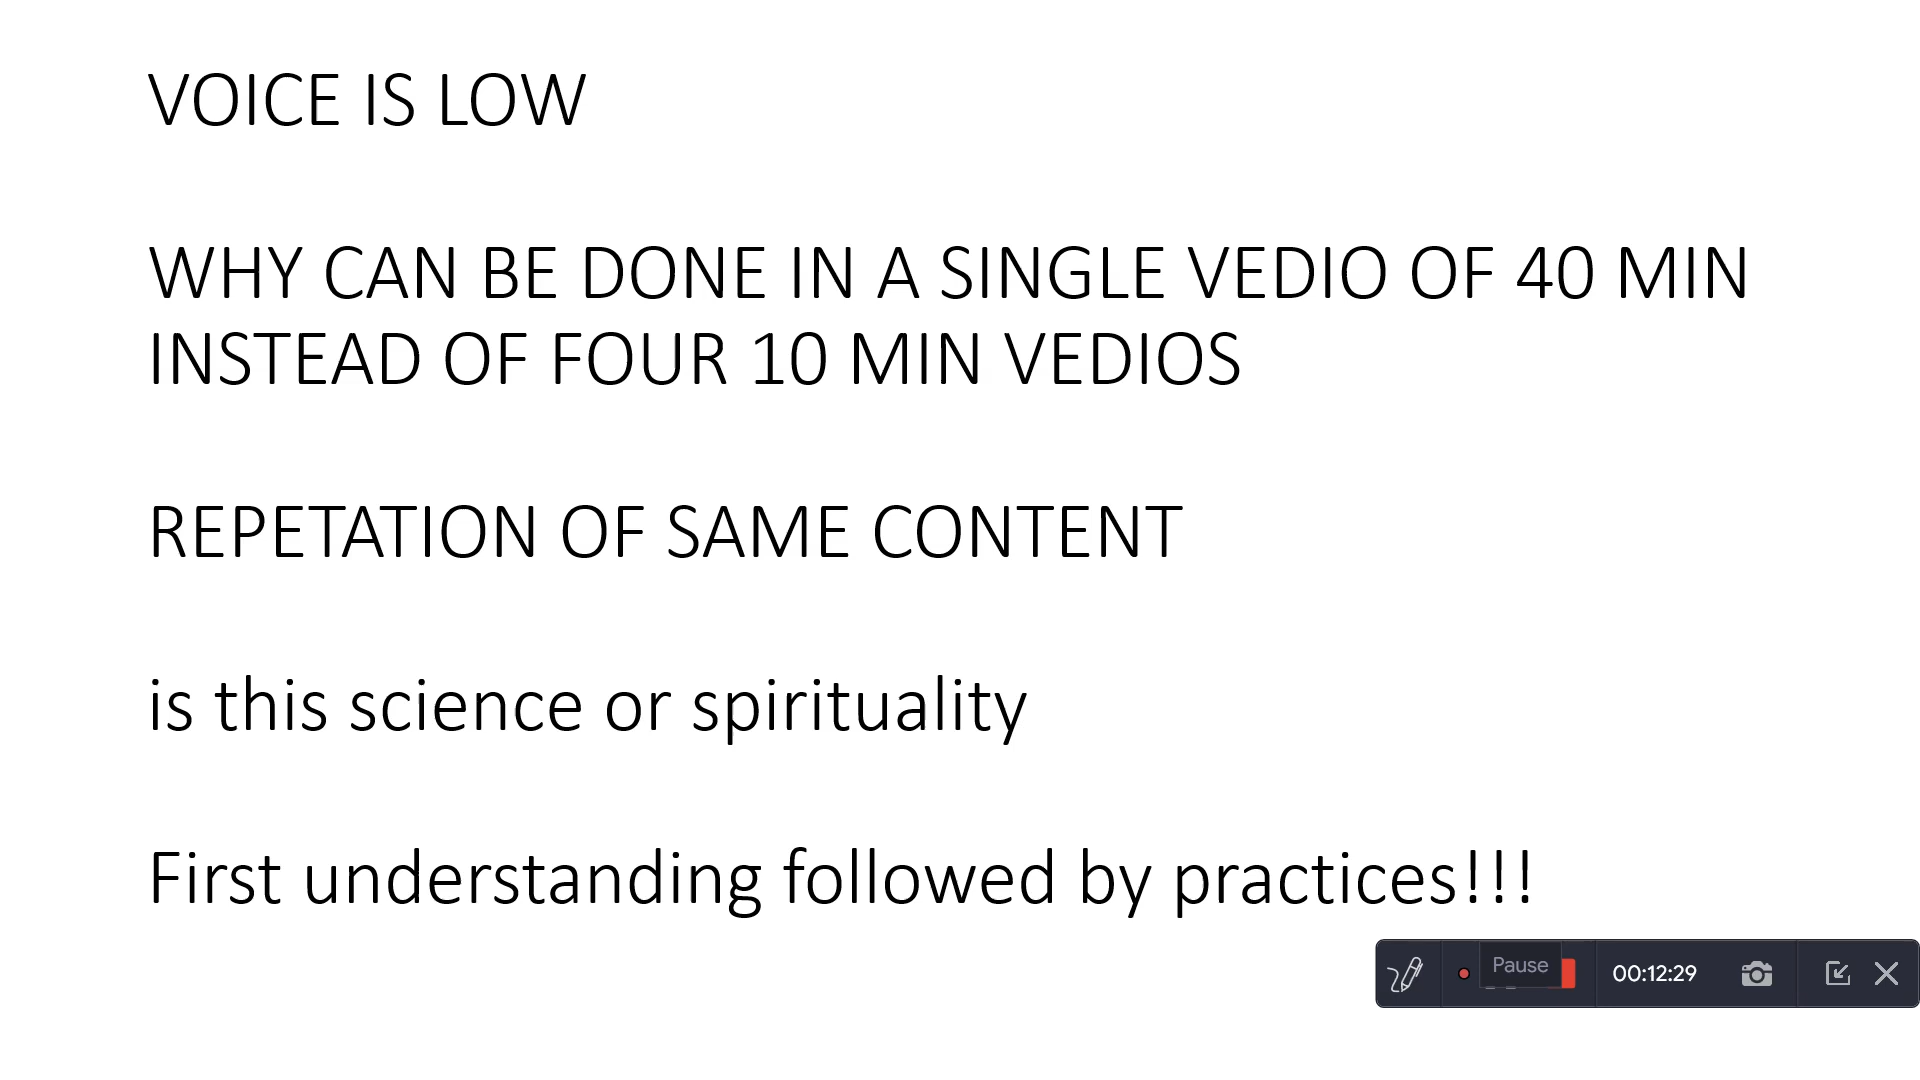 VOICE IS LOW
WHY CAN BE DONE IN A SINGLE VEDIO OF 40 MIN
INSTEAD OF FOUR 10 MIN VEDIOS
REPETATION OF SAME CONTENT
is this science or spirituality
First understanding followed by practices!!!
Pause 00:12:29